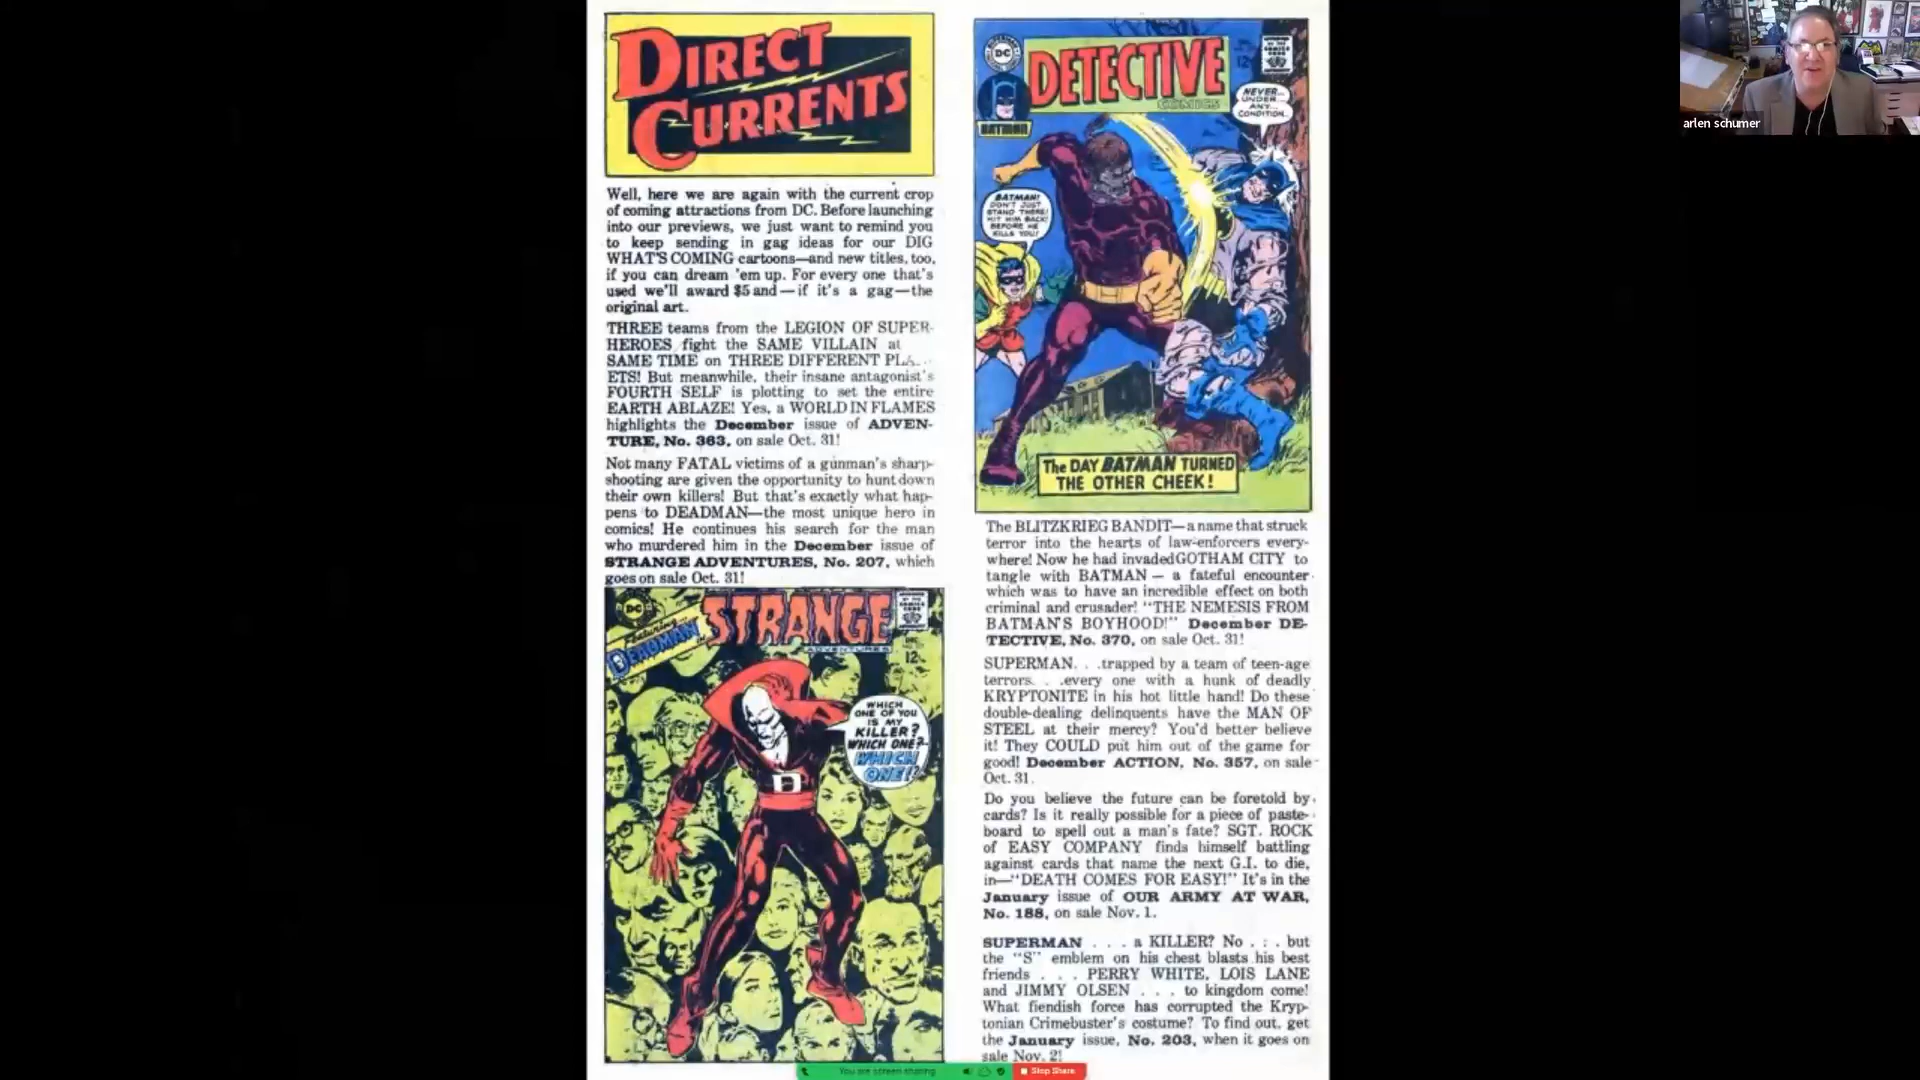 DIRECT
CURRENTS
Well, here we are again with the current crop
of coming attractions from DC. Before launching
into our previews, we just want to remind you
to keep sending in gag ideas for our DIG
WHAT'S COMING cartoons—and new titles, too,
if you can dream 'em up. For every one that's
used we'll award $5 and—if it's a gag—the
original art.
THREE teams from the LEGION OF SUPER-
HEROES fight the SAME VILLAIN at
SAME TIME on THREE DIFFERENT PLA
ETS! But meanwhile, their insane antagonist's
FOURTH SELF is plotting to set the entire
EARTH ABLAZE! Yes, a WORLD IN FLAMES
highlights the December issue of ADVEN-
TURE, No. 363, on sale Oct. 31!
Not many FATAL victims of a gunman's sharp-
shooting are given the opportunity to hunt down
their own killers! But that's exactly what hap-
pens to DEADMAN—the most unique hero in
comics! He continues his search for the man
who murdered him in the December issue of
STRANGE ADVENTURES, No. 207, which
goes on sale Oct. 31!
DC
Featuring
DEADMAN in
STRANGE
ADVENTURES
DEC.
12¢
WHICH
ONE OF YOU
IS MY
KILLER?
WHICH ONE?
WHICH
ONE!?
D
DC
DETECTIVE
COMICS
12¢
BATMAN
NEVER...
UNDER...
ANY...
CONDITION...
BATMAN!
DON'T JUST
STAND THERE!
HIT HIM BACK!
BEFORE HE
KILLS YOU!
The DAY BATMAN TURNED
THE OTHER CHEEK!
The BLITZKRIEG BANDIT—a name that struck
terror into the hearts of law-enforcers every-
where! Now he had invaded GOTHAM CITY to
tangle with BATMAN — a fateful encounter
which was to have an incredible effect on both
criminal and crusader! "THE NEMESIS FROM
BATMAN'S BOYHOOD!" December DE-
TECTIVE, No. 370, on sale Oct. 31!
SUPERMAN. . .trapped by a team of teen-age
terrors. . .every one with a hunk of deadly
KRYPTONITE in his hot little hand! Do these
double-dealing delinquents have the MAN OF
STEEL at their mercy? You'd better believe
it! They COULD put him out of the game for
good! December ACTION, No. 357, on sale
Oct. 31.
Do you believe the future can be foretold by
cards? Is it really possible for a piece of paste-
board to spell out a man's fate? SGT. ROCK
of EASY COMPANY finds himself battling
against cards that name the next G.I. to die,
in—"DEATH COMES FOR EASY!" It's in the
January issue of OUR ARMY AT WAR,
No. 188, on sale Nov. 1.
SUPERMAN . . . a KILLER? No . . . but
the "S" emblem on his chest blasts his best
friends . . . PERRY WHITE, LOIS LANE
and JIMMY OLSEN . . . to kingdom come!
What fiendish force has corrupted the Kryp-
tonian Crimebuster's costume? To find out, get
the January issue, No. 203, when it goes on
sale Nov. 2!
arlen schumer
You are screen sharing
Stop Share